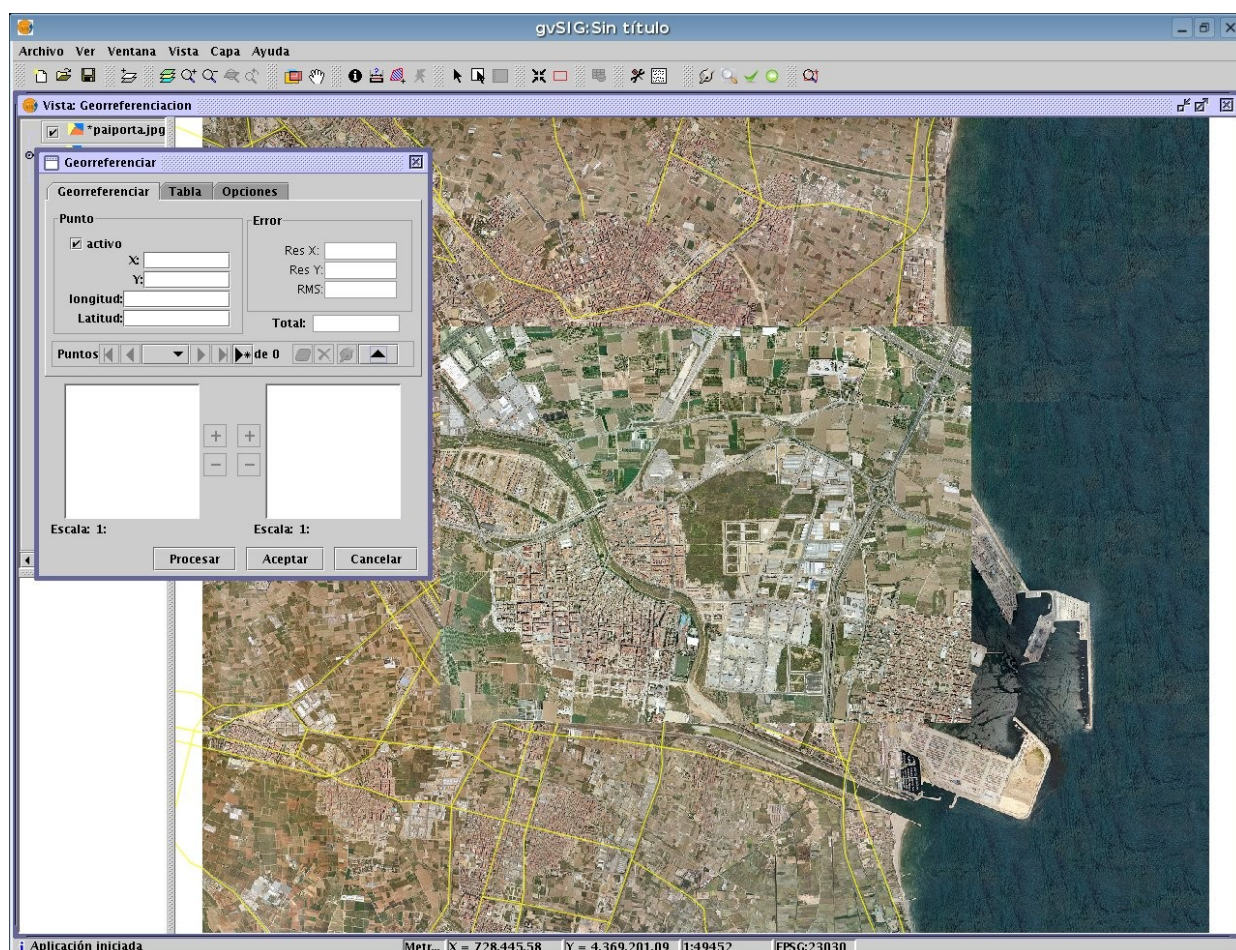 gvSIG:Sin título
Archivo Ver Ventana Vista Capa Ayuda
Vista: Georreferenciacion
*paiporta.jpg
Georreferenciar
Georreferenciar Tabla Opciones
Punto
activo
X:
Y:
longitud:
Latitud:
Error
Res X:
Res Y:
RMS:
Total:
Puntos de 0
Escala: 1: Escala: 1:
Procesar Aceptar Cancelar
Aplicación iniciada Metr... X = 728.445,58 Y = 4.369.201,09 1:49452 EPSG:23030